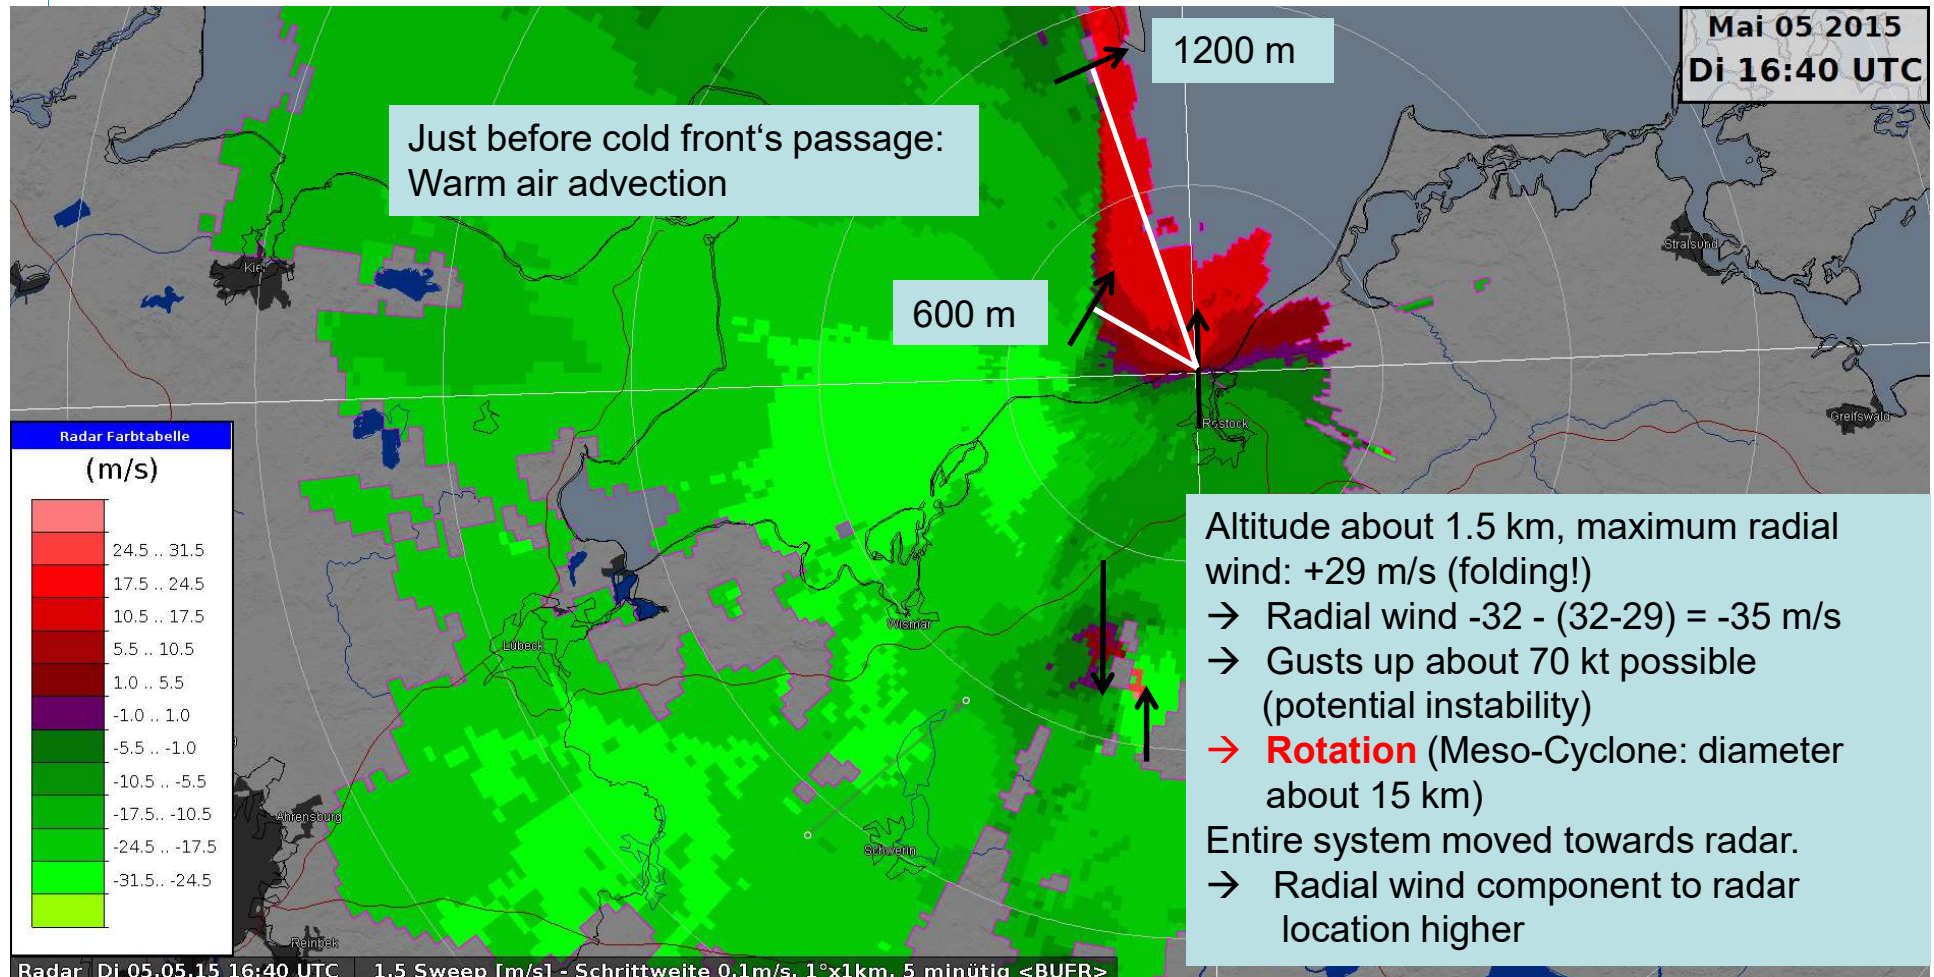 Mai 05 2015
Di 16:40 UTC
1200 m
Just before cold front‘s passage:
Warm air advection
600 m
Stralsund
Greifswald
Rostock
Wismar
Lübeck
Schwerin
Ahrensburg
Reinbek
Radar Farbtabelle
(m/s)
24.5 .. 31.5
17.5 .. 24.5
10.5 .. 17.5
5.5 .. 10.5
1.0 .. 5.5
-1.0 .. 1.0
-5.5 .. -1.0
-10.5 .. -5.5
-17.5.. -10.5
-24.5 .. -17.5
-31.5.. -24.5
Altitude about 1.5 km, maximum radial
wind: +29 m/s (folding!)
→ Radial wind -32 - (32-29) = -35 m/s
→ Gusts up about 70 kt possible
(potential instability)
→ Rotation (Meso-Cyclone: diameter
about 15 km)
Entire system moved towards radar.
→ Radial wind component to radar
location higher
Radar Di 05.05.15 16:40 UTC 1.5 Sweep [m/s] - Schrittweite 0.1m/s, 1°x1km, 5 minütig <BUFR>